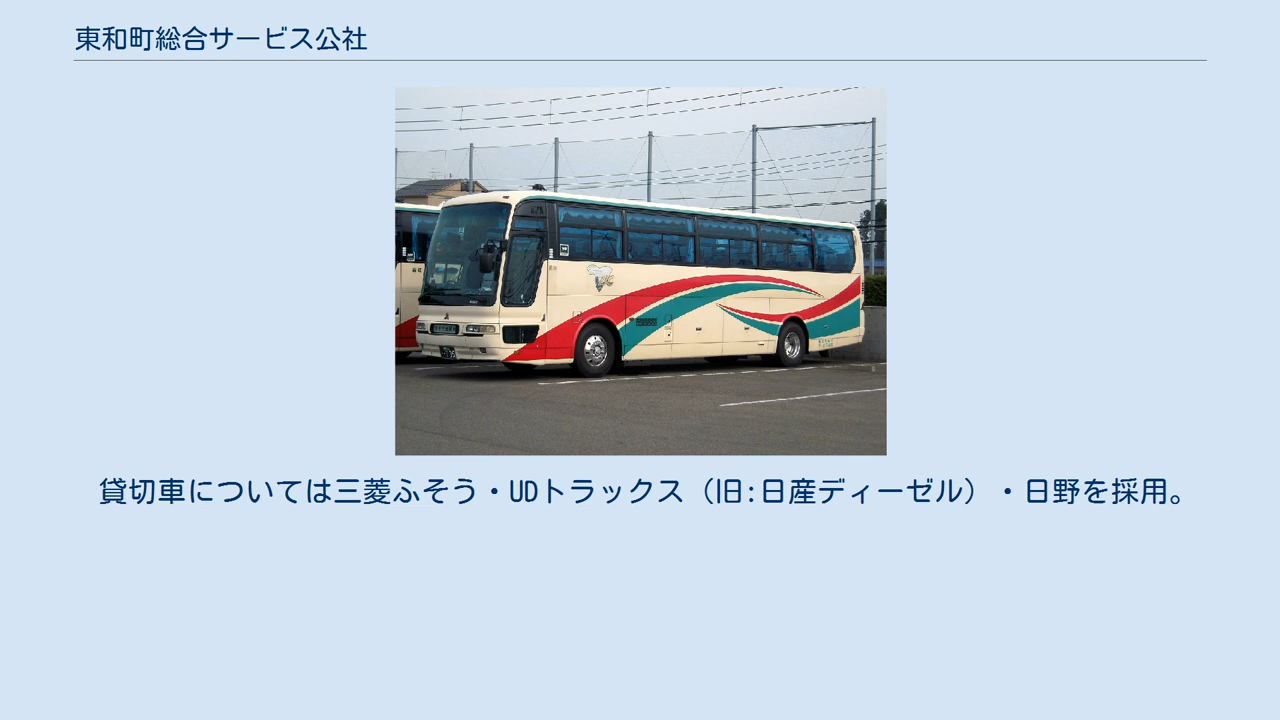 東和町総合サービス公社
貸切車については三菱ふそう・UDトラックス（旧:日産ディーゼル）・日野を採用。